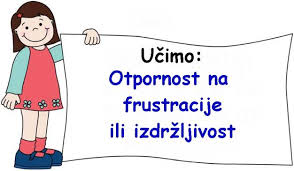 Učimo:
Otpornost na
frustracije
ili izdržljivost